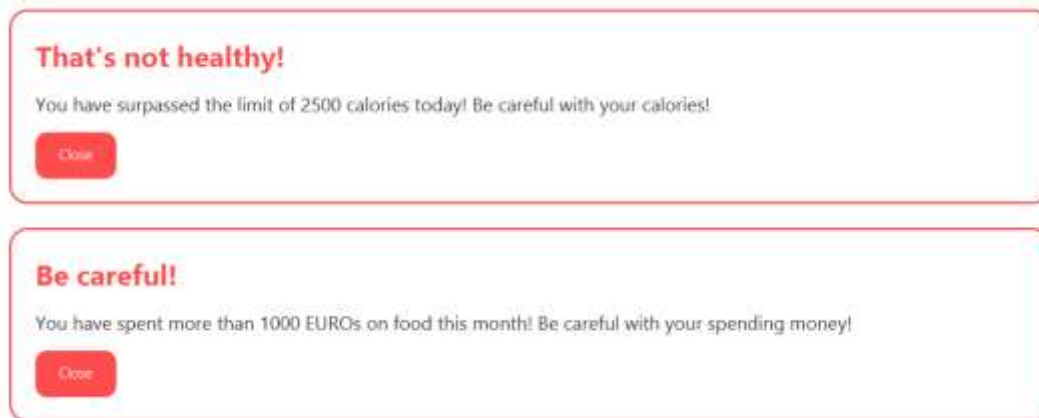 That's not healthy!
You have surpassed the limit of 2500 calories today! Be careful with your calories!
Close
Be careful!
You have spent more than 1000 EUROs on food this month! Be careful with your spending money!
Close